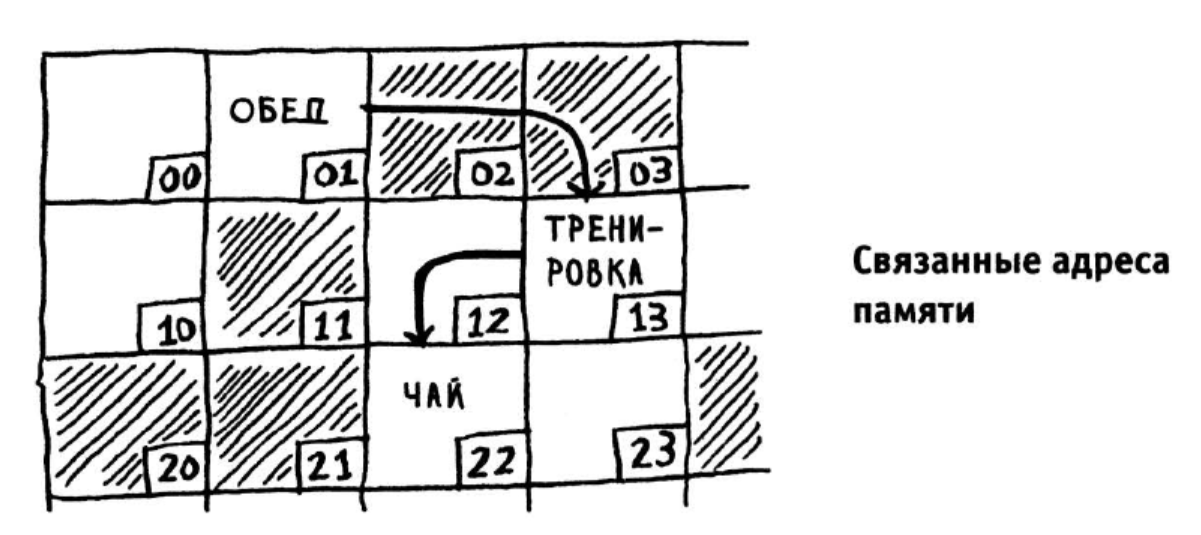 ОБЕД
00
01
02
03
ТРЕНИ-
РОВКА
10
11
12
13
ЧАЙ
20
21
22
23
Связанные адреса
памяти